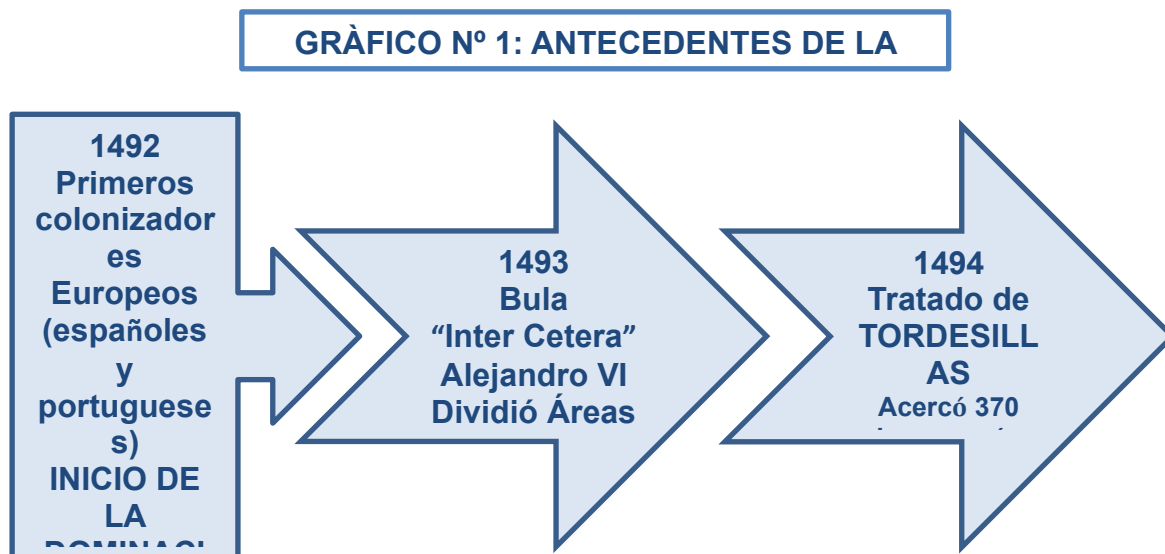 GRÀFICO Nº 1: ANTECEDENTES DE LA
1492
Primeros
colonizador
es
Europeos
(españoles
y
portugueses
s)
INICIO DE
LA
1493
Bula
“Inter Cetera”
Alejandro VI
Dividió Áreas
1494
Tratado de
TORDESILL
AS
Acercó 370